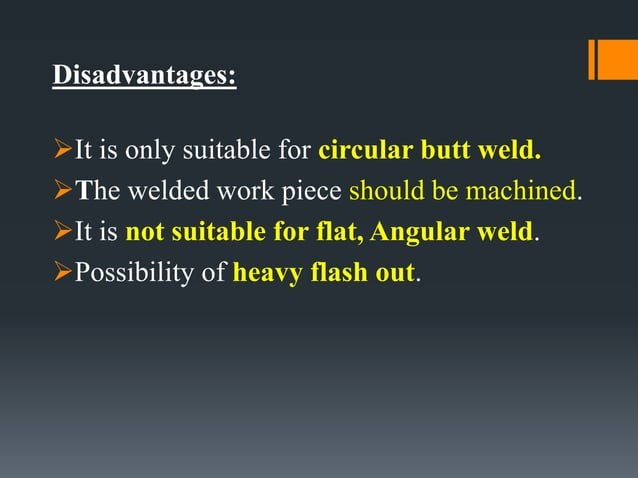 Disadvantages:
➢It is only suitable for circular butt weld.
➢The welded work piece should be machined.
➢It is not suitable for flat, Angular weld.
➢Possibility of heavy flash out.